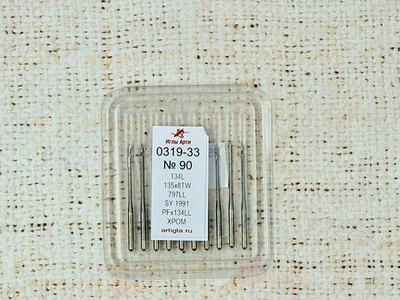 Иглы Арти
0319-33
№ 90
134L
135x8TW
797LL
SY 1991
PFx134LL
ХРОМ
artigla.ru